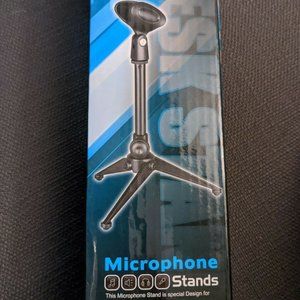 Microphone
Stands
This Microphone Stand is special Design for